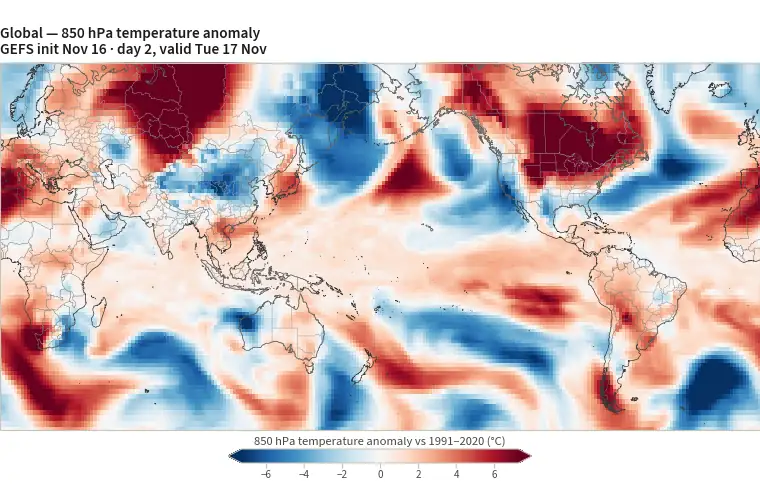 Global — 850 hPa temperature anomaly
GEFS init Nov 16 · day 2, valid Tue 17 Nov
850 hPa temperature anomaly vs 1991–2020 (°C)
−6 −4 −2 0 2 4 6